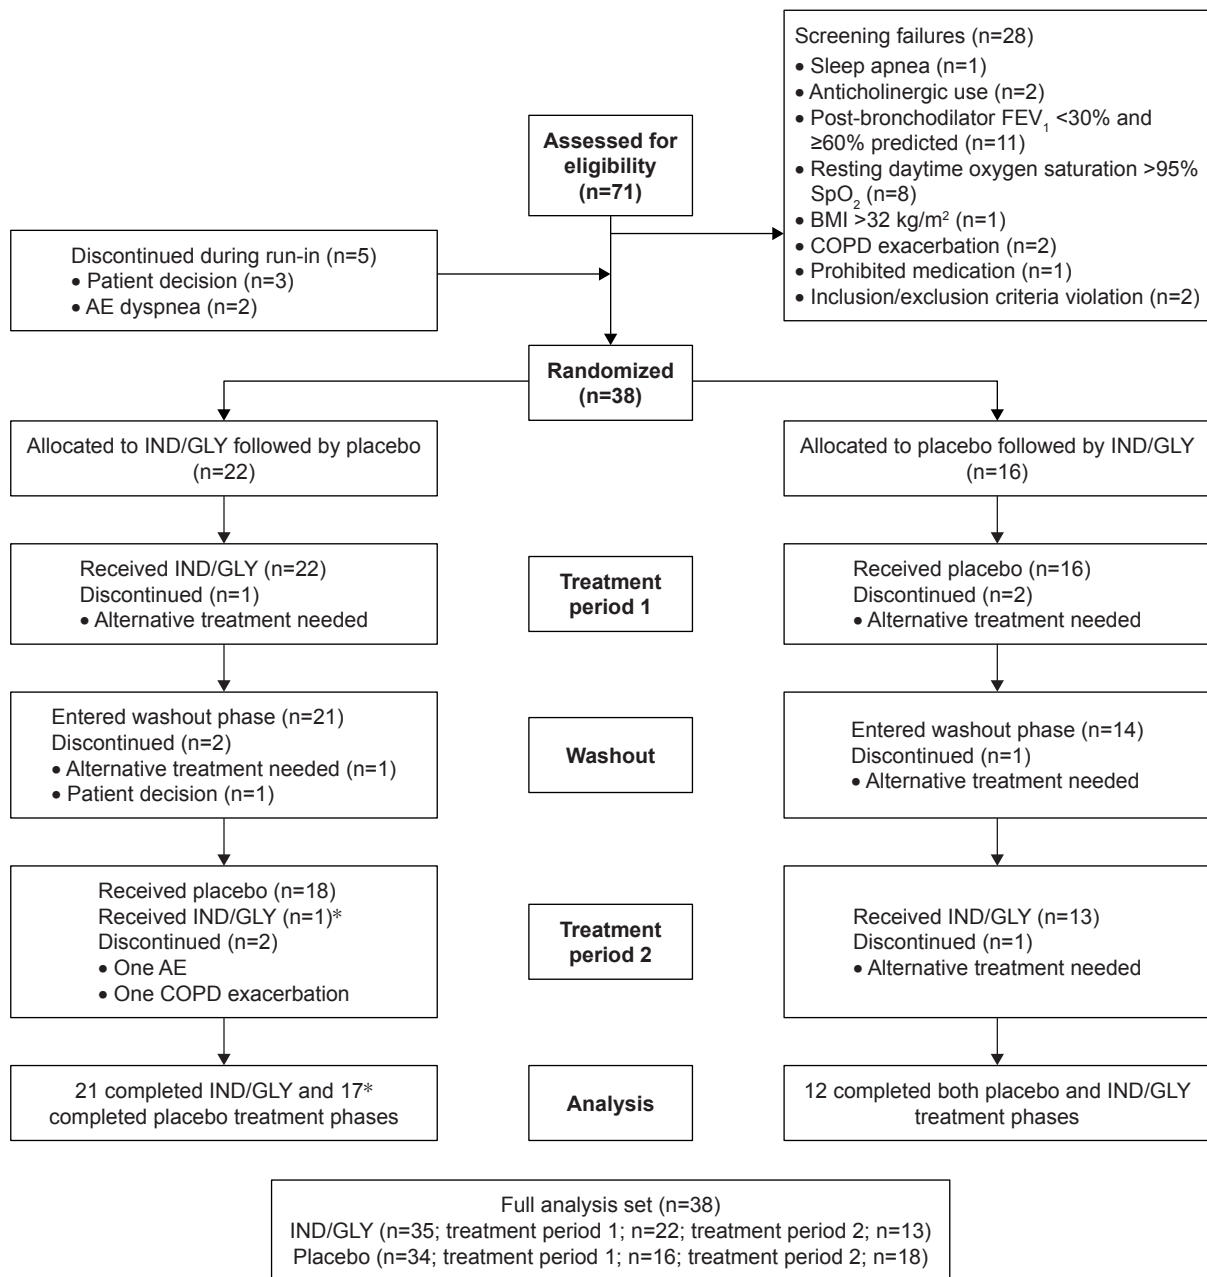 Screening failures (n=28)
• Sleep apnea (n=1)
• Anticholinergic use (n=2)
• Post-bronchodilator FEV₁ <30% and
≥60% predicted (n=11)
• Resting daytime oxygen saturation >95%
SpO₂ (n=8)
• BMI >32 kg/m² (n=1)
• COPD exacerbation (n=2)
• Prohibited medication (n=1)
• Inclusion/exclusion criteria violation (n=2)
Assessed for
eligibility
(n=71)
Discontinued during run-in (n=5)
• Patient decision (n=3)
• AE dyspnea (n=2)
Randomized
(n=38)
Allocated to IND/GLY followed by placebo
(n=22)
Allocated to placebo followed by IND/GLY
(n=16)
Received IND/GLY (n=22)
Discontinued (n=1)
• Alternative treatment needed
Treatment
period 1
Received placebo (n=16)
Discontinued (n=2)
• Alternative treatment needed
Entered washout phase (n=21)
Discontinued (n=2)
• Alternative treatment needed (n=1)
• Patient decision (n=1)
Washout
Entered washout phase (n=14)
Discontinued (n=1)
• Alternative treatment needed
Received placebo (n=18)
Received IND/GLY (n=1)*
Discontinued (n=2)
• One AE
• One COPD exacerbation
Treatment
period 2
Received IND/GLY (n=13)
Discontinued (n=1)
• Alternative treatment needed
21 completed IND/GLY and 17*
completed placebo treatment phases
Analysis
12 completed both placebo and IND/GLY
treatment phases
Full analysis set (n=38)
IND/GLY (n=35; treatment period 1; n=22; treatment period 2; n=13)
Placebo (n=34; treatment period 1; n=16; treatment period 2; n=18)